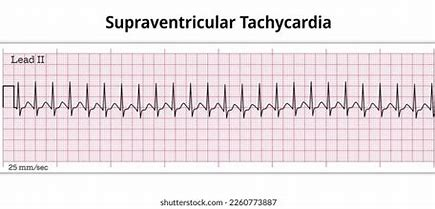 Supraventricular Tachycardia
Lead II
25 mm/sec
shutterstock.com · 2260773887